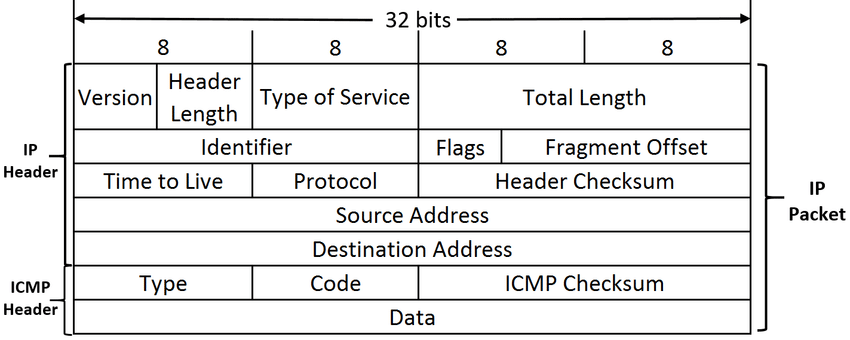 32 bits
8 8 8 8
Version Header Length Type of Service Total Length
Identifier Flags Fragment Offset
IP Header
Time to Live Protocol Header Checksum
IP Packet
Source Address
Destination Address
ICMP Header
Type Code ICMP Checksum
Data